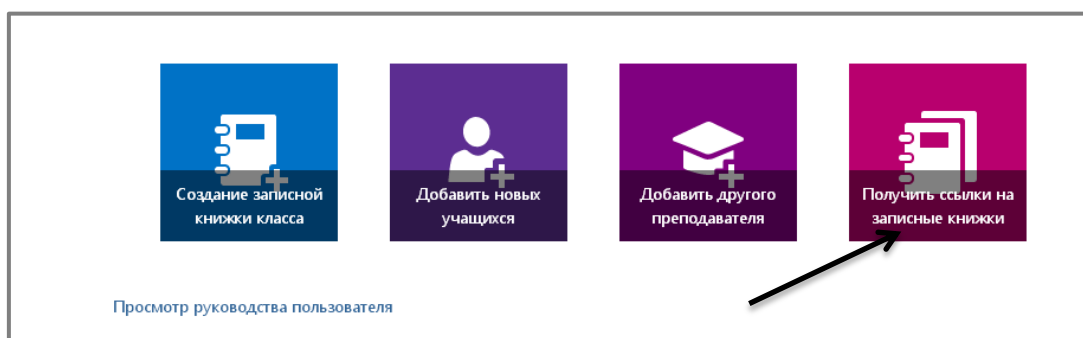 Создание записной
книжки класса
Добавить новых
учащихся
Добавить другого
преподавателя
Получить ссылки на
записные книжки
Просмотр руководства пользователя